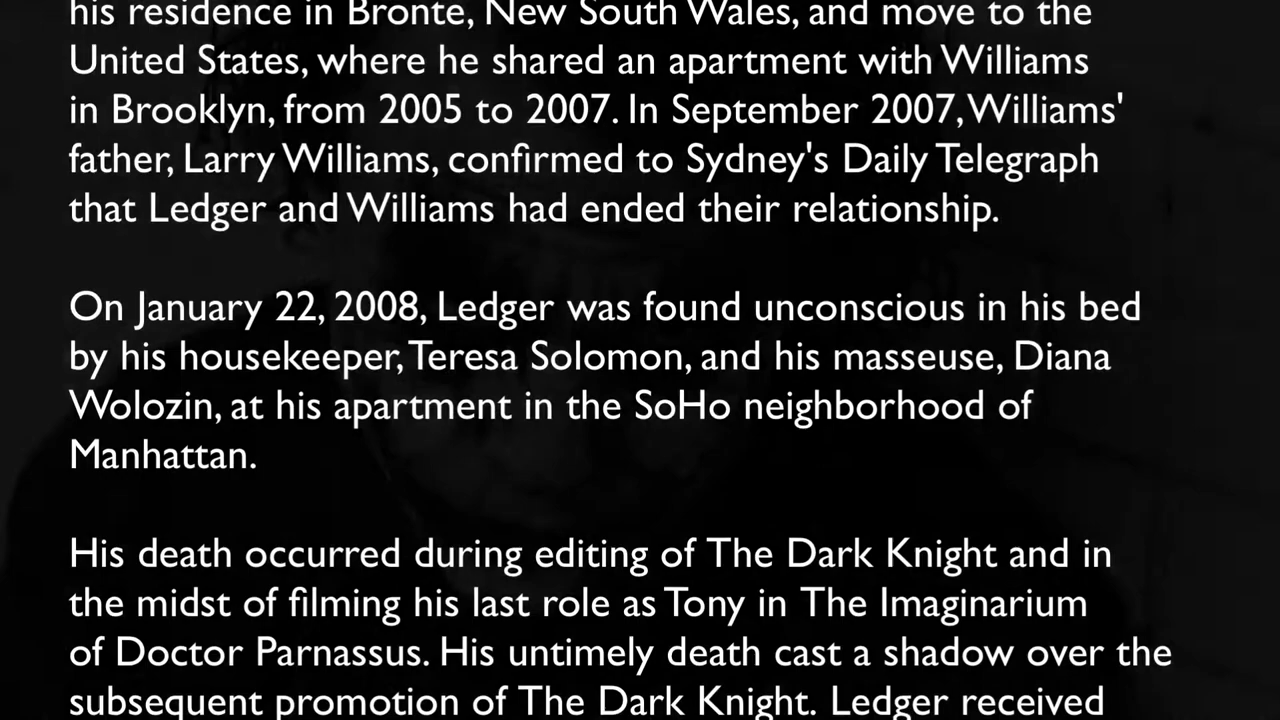 his residence in Bronte, New South Wales, and move to the
United States, where he shared an apartment with Williams
in Brooklyn, from 2005 to 2007. In September 2007, Williams'
father, Larry Williams, confirmed to Sydney's Daily Telegraph
that Ledger and Williams had ended their relationship.
On January 22, 2008, Ledger was found unconscious in his bed
by his housekeeper, Teresa Solomon, and his masseuse, Diana
Wolozin, at his apartment in the SoHo neighborhood of
Manhattan.
His death occurred during editing of The Dark Knight and in
the midst of filming his last role as Tony in The Imaginarium
of Doctor Parnassus. His untimely death cast a shadow over the
subsequent promotion of The Dark Knight. Ledger received